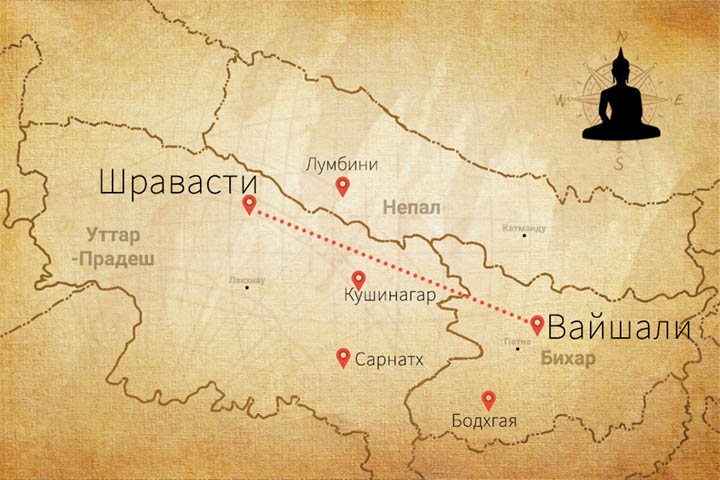 N
W
E
S
Лумбини
Шравасти
Непал
Уттар
-Прадеш
Катманду
Лакхнау
Кушинагар
Вайшали
Патна
Бихар
Сарнатх
Бодхгая